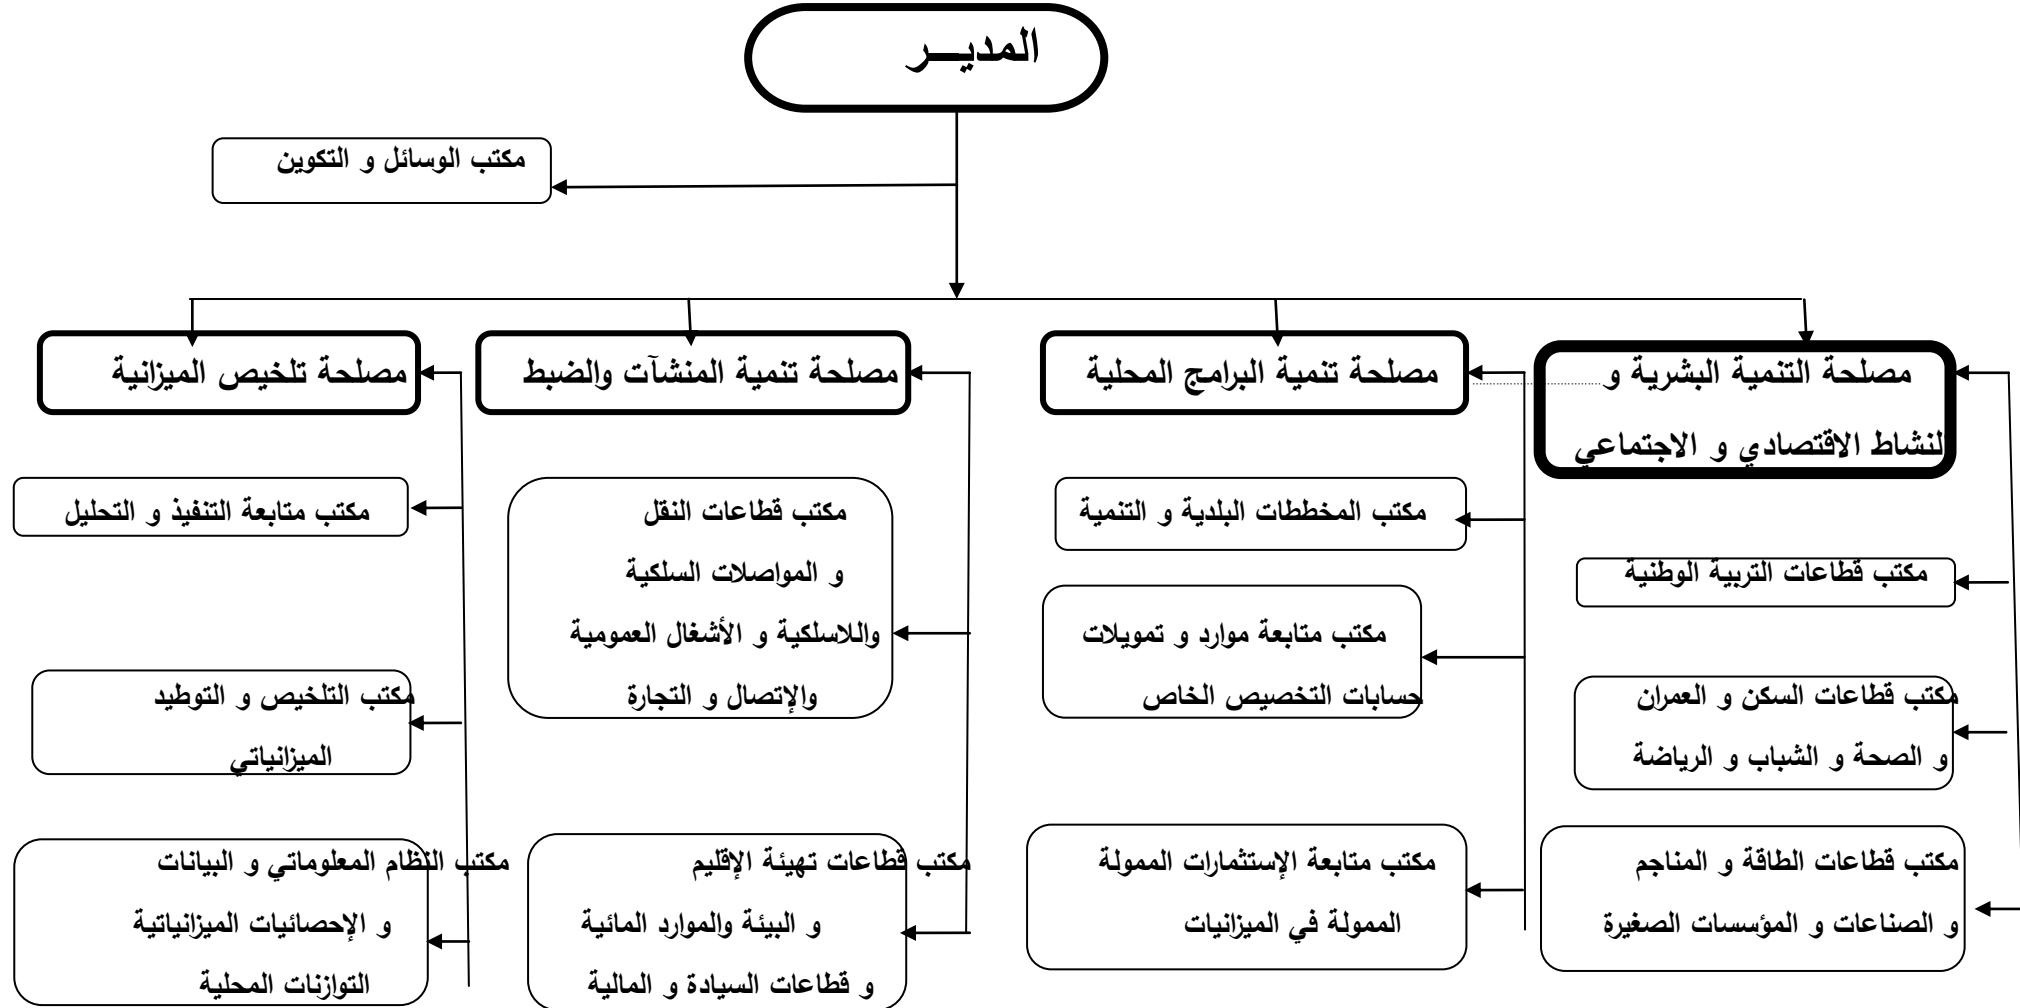 المديـــر
مكتب الوسائل و التكوين
مصلحة التنمية البشرية و
لنشاط الاقتصادي و الاجتماعي
مكتب قطاعات التربية الوطنية
مكتب قطاعات السكن و العمران
و الصحة و الشباب و الرياضة
مكتب قطاعات الطاقة و المناجم
و الصناعات و المؤسسات الصغيرة
مصلحة تنمية البرامج المحلية
مكتب المخططات البلدية و التنمية
مكتب متابعة موارد و تمويلات
حسابات التخصيص الخاص
مكتب متابعة الإستثمارات الممولة
الممولة في الميزانيات
مصلحة تنمية المنشآت والضبط
مكتب قطاعات النقل
و المواصلات السلكية
واللاسلكية و الأشغال العمومية
والإتصال و التجارة
مكتب قطاعات تهيئة الإقليم
و البيئة والموارد المائية
و قطاعات السيادة و المالية
مصلحة تلخيص الميزانية
مكتب متابعة التنفيذ و التحليل
مكتب التلخيص و التوطيد
الميزانياتي
مكتب النظام المعلوماتي و البيانات
و الإحصائيات الميزانياتية
التوازنات المحلية